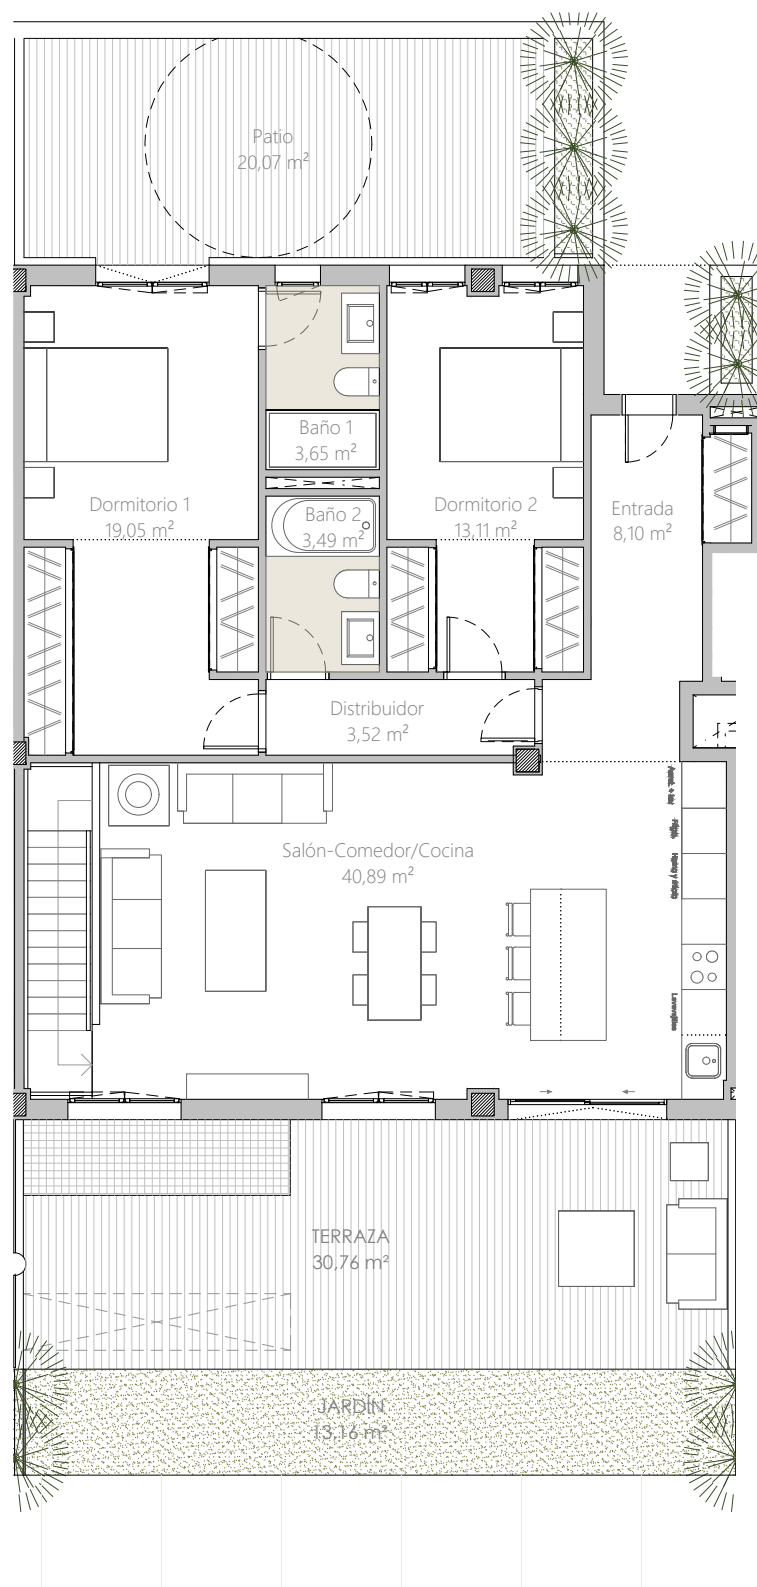 Patio
20,07 m²
Baño 1
3,65 m²
Dormitorio 1
19,05 m²
Baño 2
3,49 m²
Dormitorio 2
13,11 m²
Entrada
8,10 m²
Distribuidor
3,52 m²
Salón-Comedor/Cocina
40,89 m²
Lavavajillas
TERRAZA
30,76 m²
JARDÍN
13,16 m²